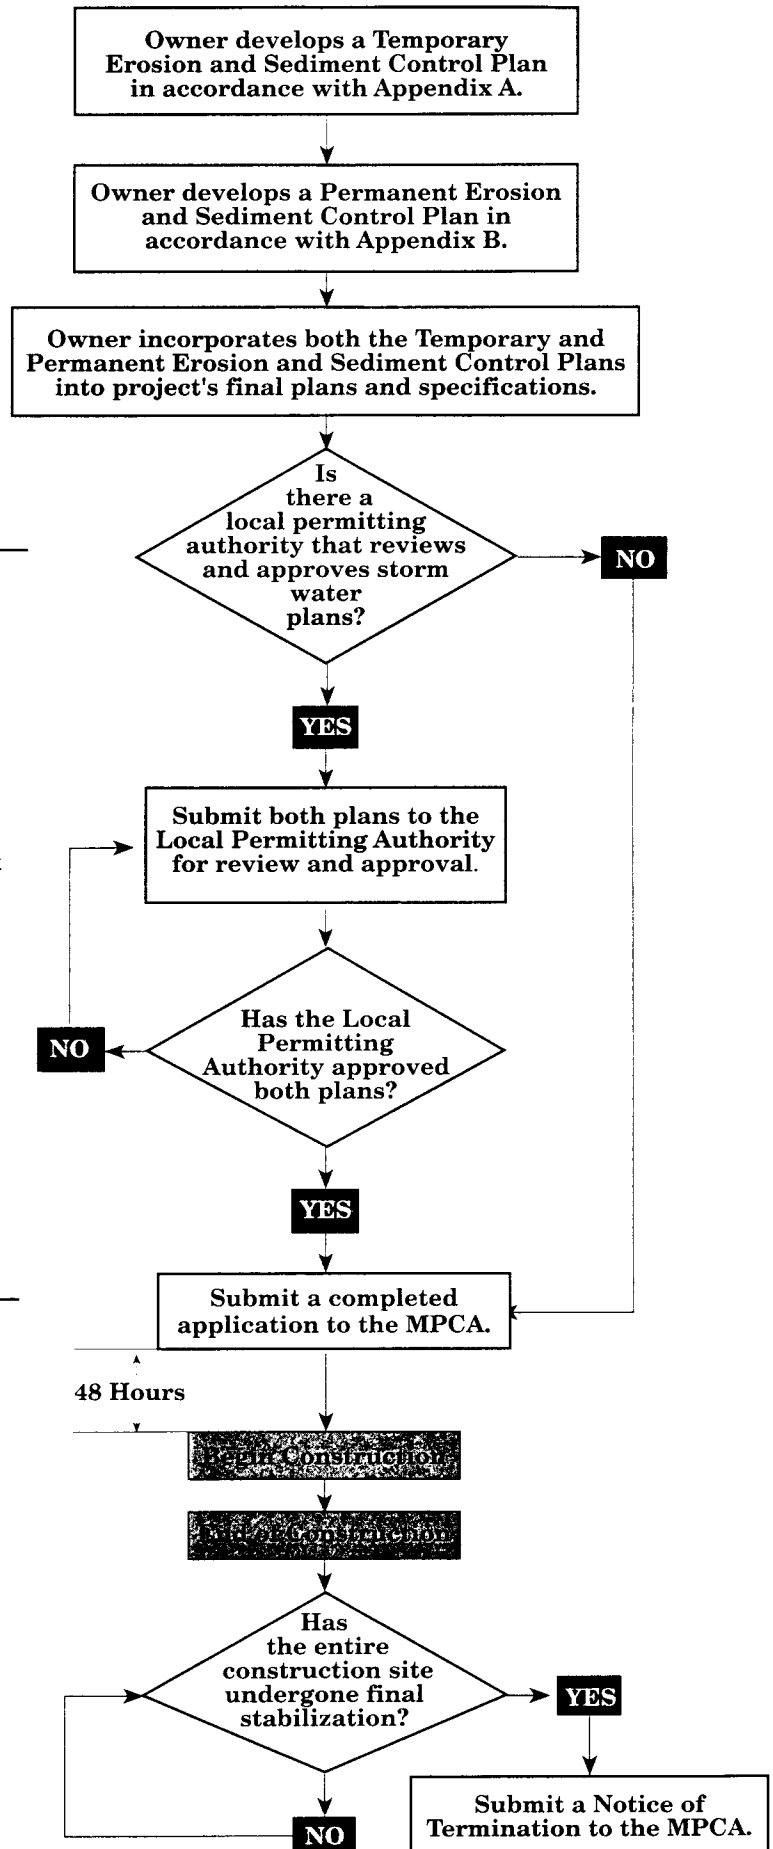 Owner develops a Temporary
Erosion and Sediment Control Plan
in accordance with Appendix A.
Owner develops a Permanent Erosion
and Sediment Control Plan in
accordance with Appendix B.
Owner incorporates both the Temporary and
Permanent Erosion and Sediment Control Plans
into project's final plans and specifications.
Is
there a
local permitting
authority that reviews
and approves storm
water
plans?
NO
YES
Submit both plans to the
Local Permitting Authority
for review and approval.
Has the Local
Permitting
Authority approved
both plans?
NO
YES
Submit a completed
application to the MPCA.
48 Hours
Begin Construction
End of Construction
Has
the entire
construction site
undergone final
stabilization?
YES
NO
Submit a Notice of
Termination to the MPCA.